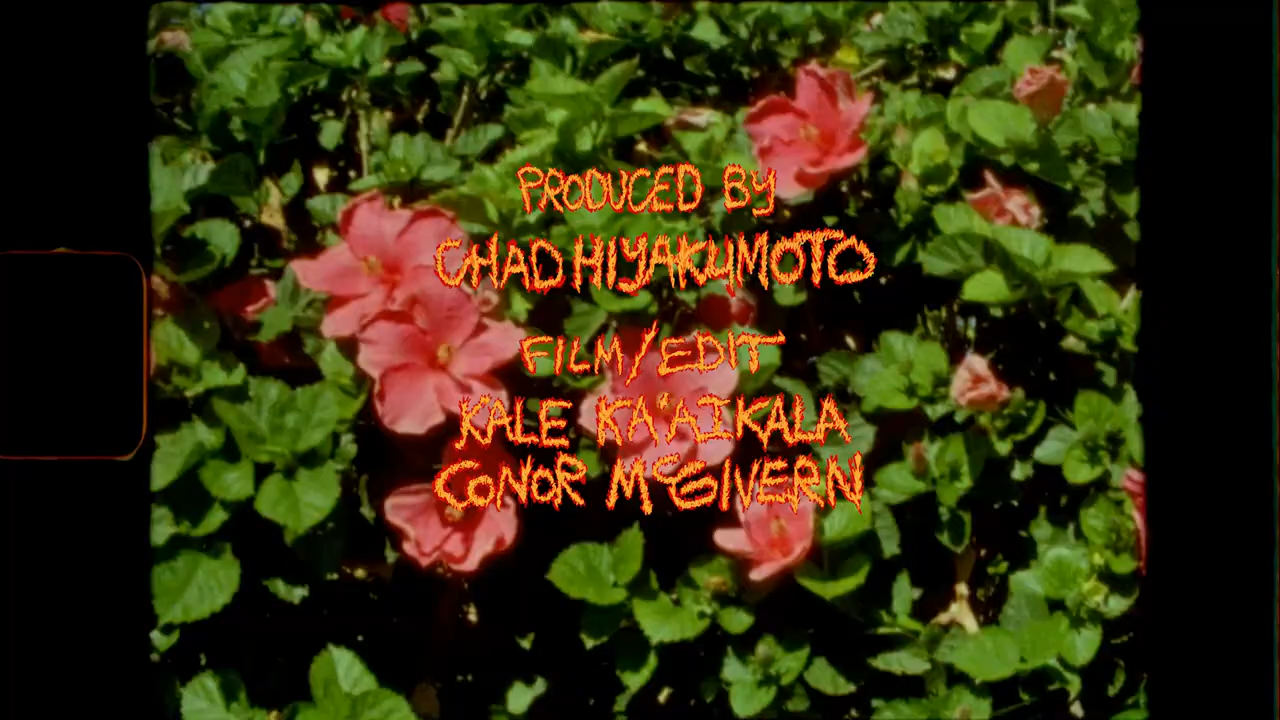 PRODUCED BY
CHAD HIYAKUMOTO
FILM/EDIT
KALE KA'AIKALA
CONOR McGIVERN